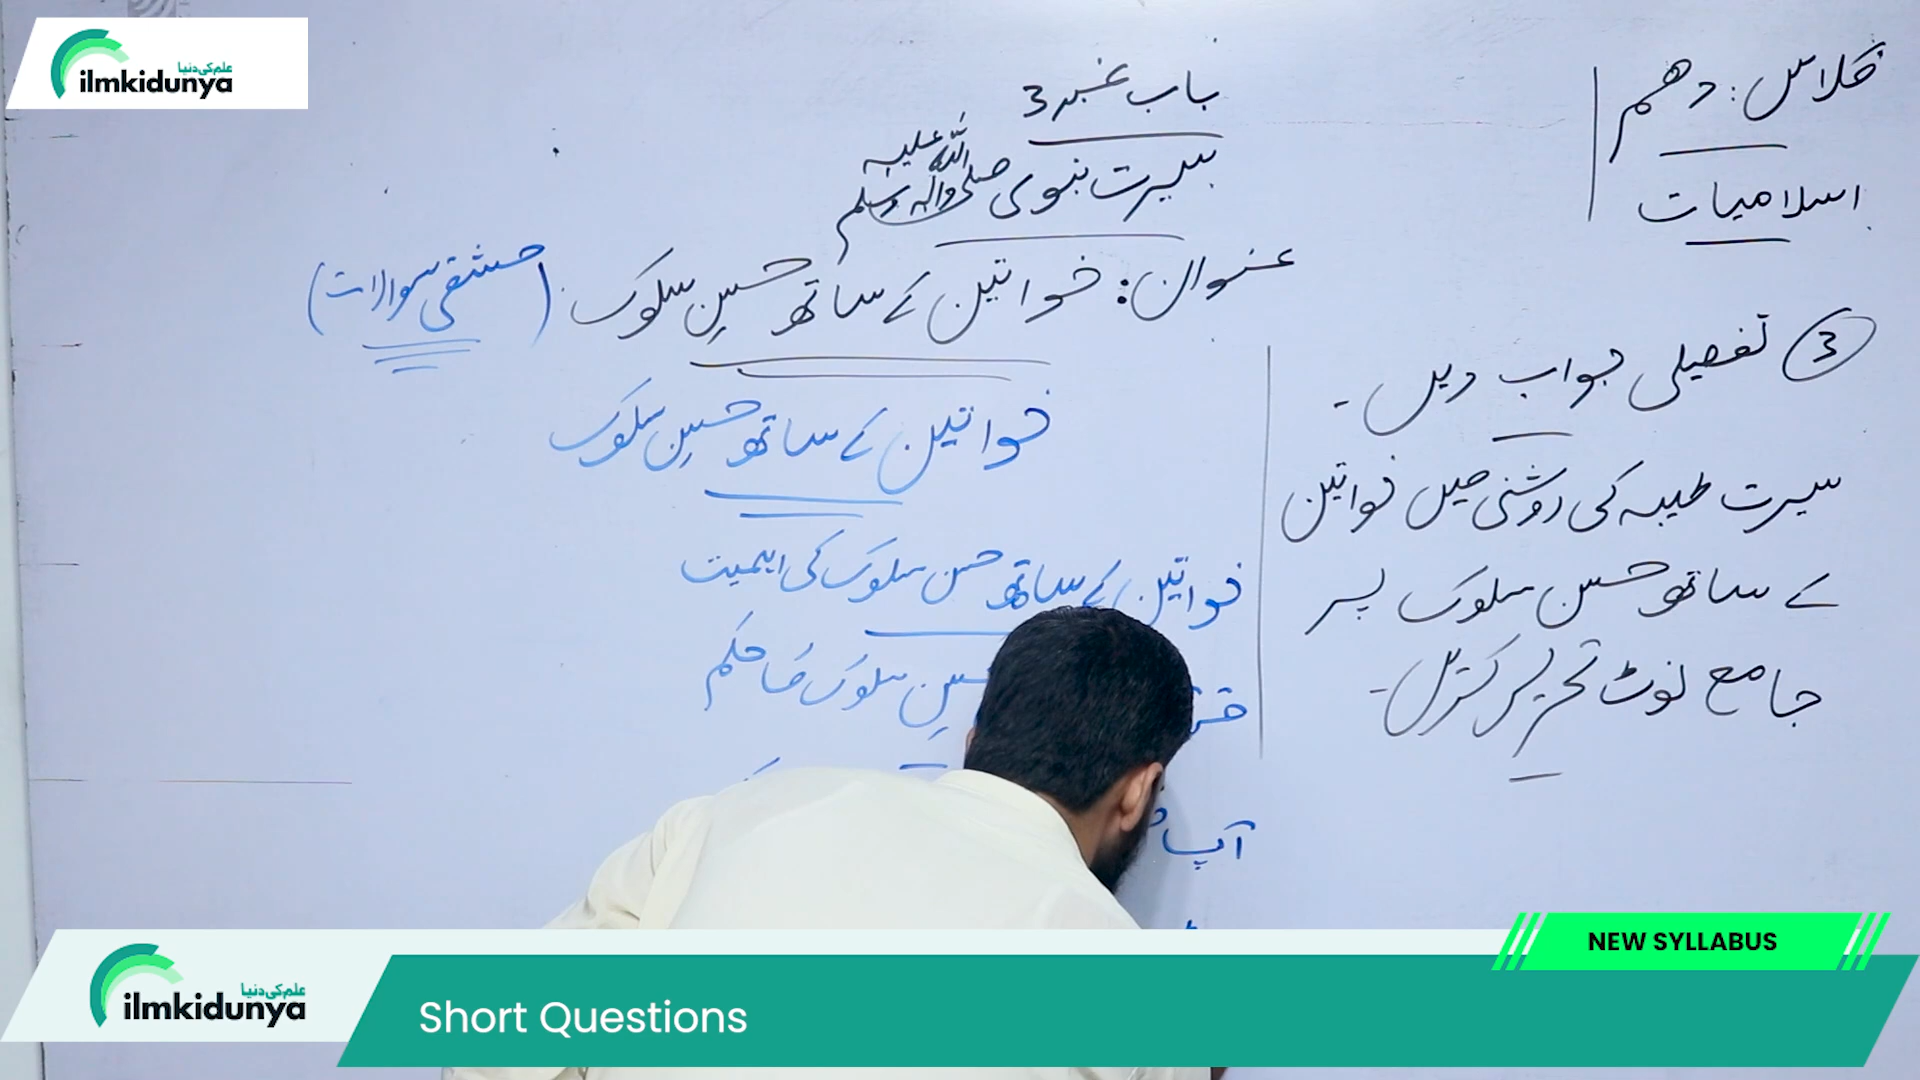 علم کی دنیا
ilmkidunya
کلاس: دھم
اسلامیات
باب نمبر 3
سیرت نبوی صلی اللہ علیہ وآلہ وسلم
عنوان: خواتین کے ساتھ حسنِ سلوک (مشقی سوالات)
③ تفصیلی جواب دیں۔
سیرت طیبہ کی روشنی میں خواتین
کے ساتھ حسن سلوک پر
جامع نوٹ تحریر کریں۔
خواتین کے ساتھ حسنِ سلوک
خواتین کے ساتھ حسن سلوک کی اہمیت
سلوک کا حکم
آپ
NEW SYLLABUS
علم کی دنیا
ilmkidunya
Short Questions